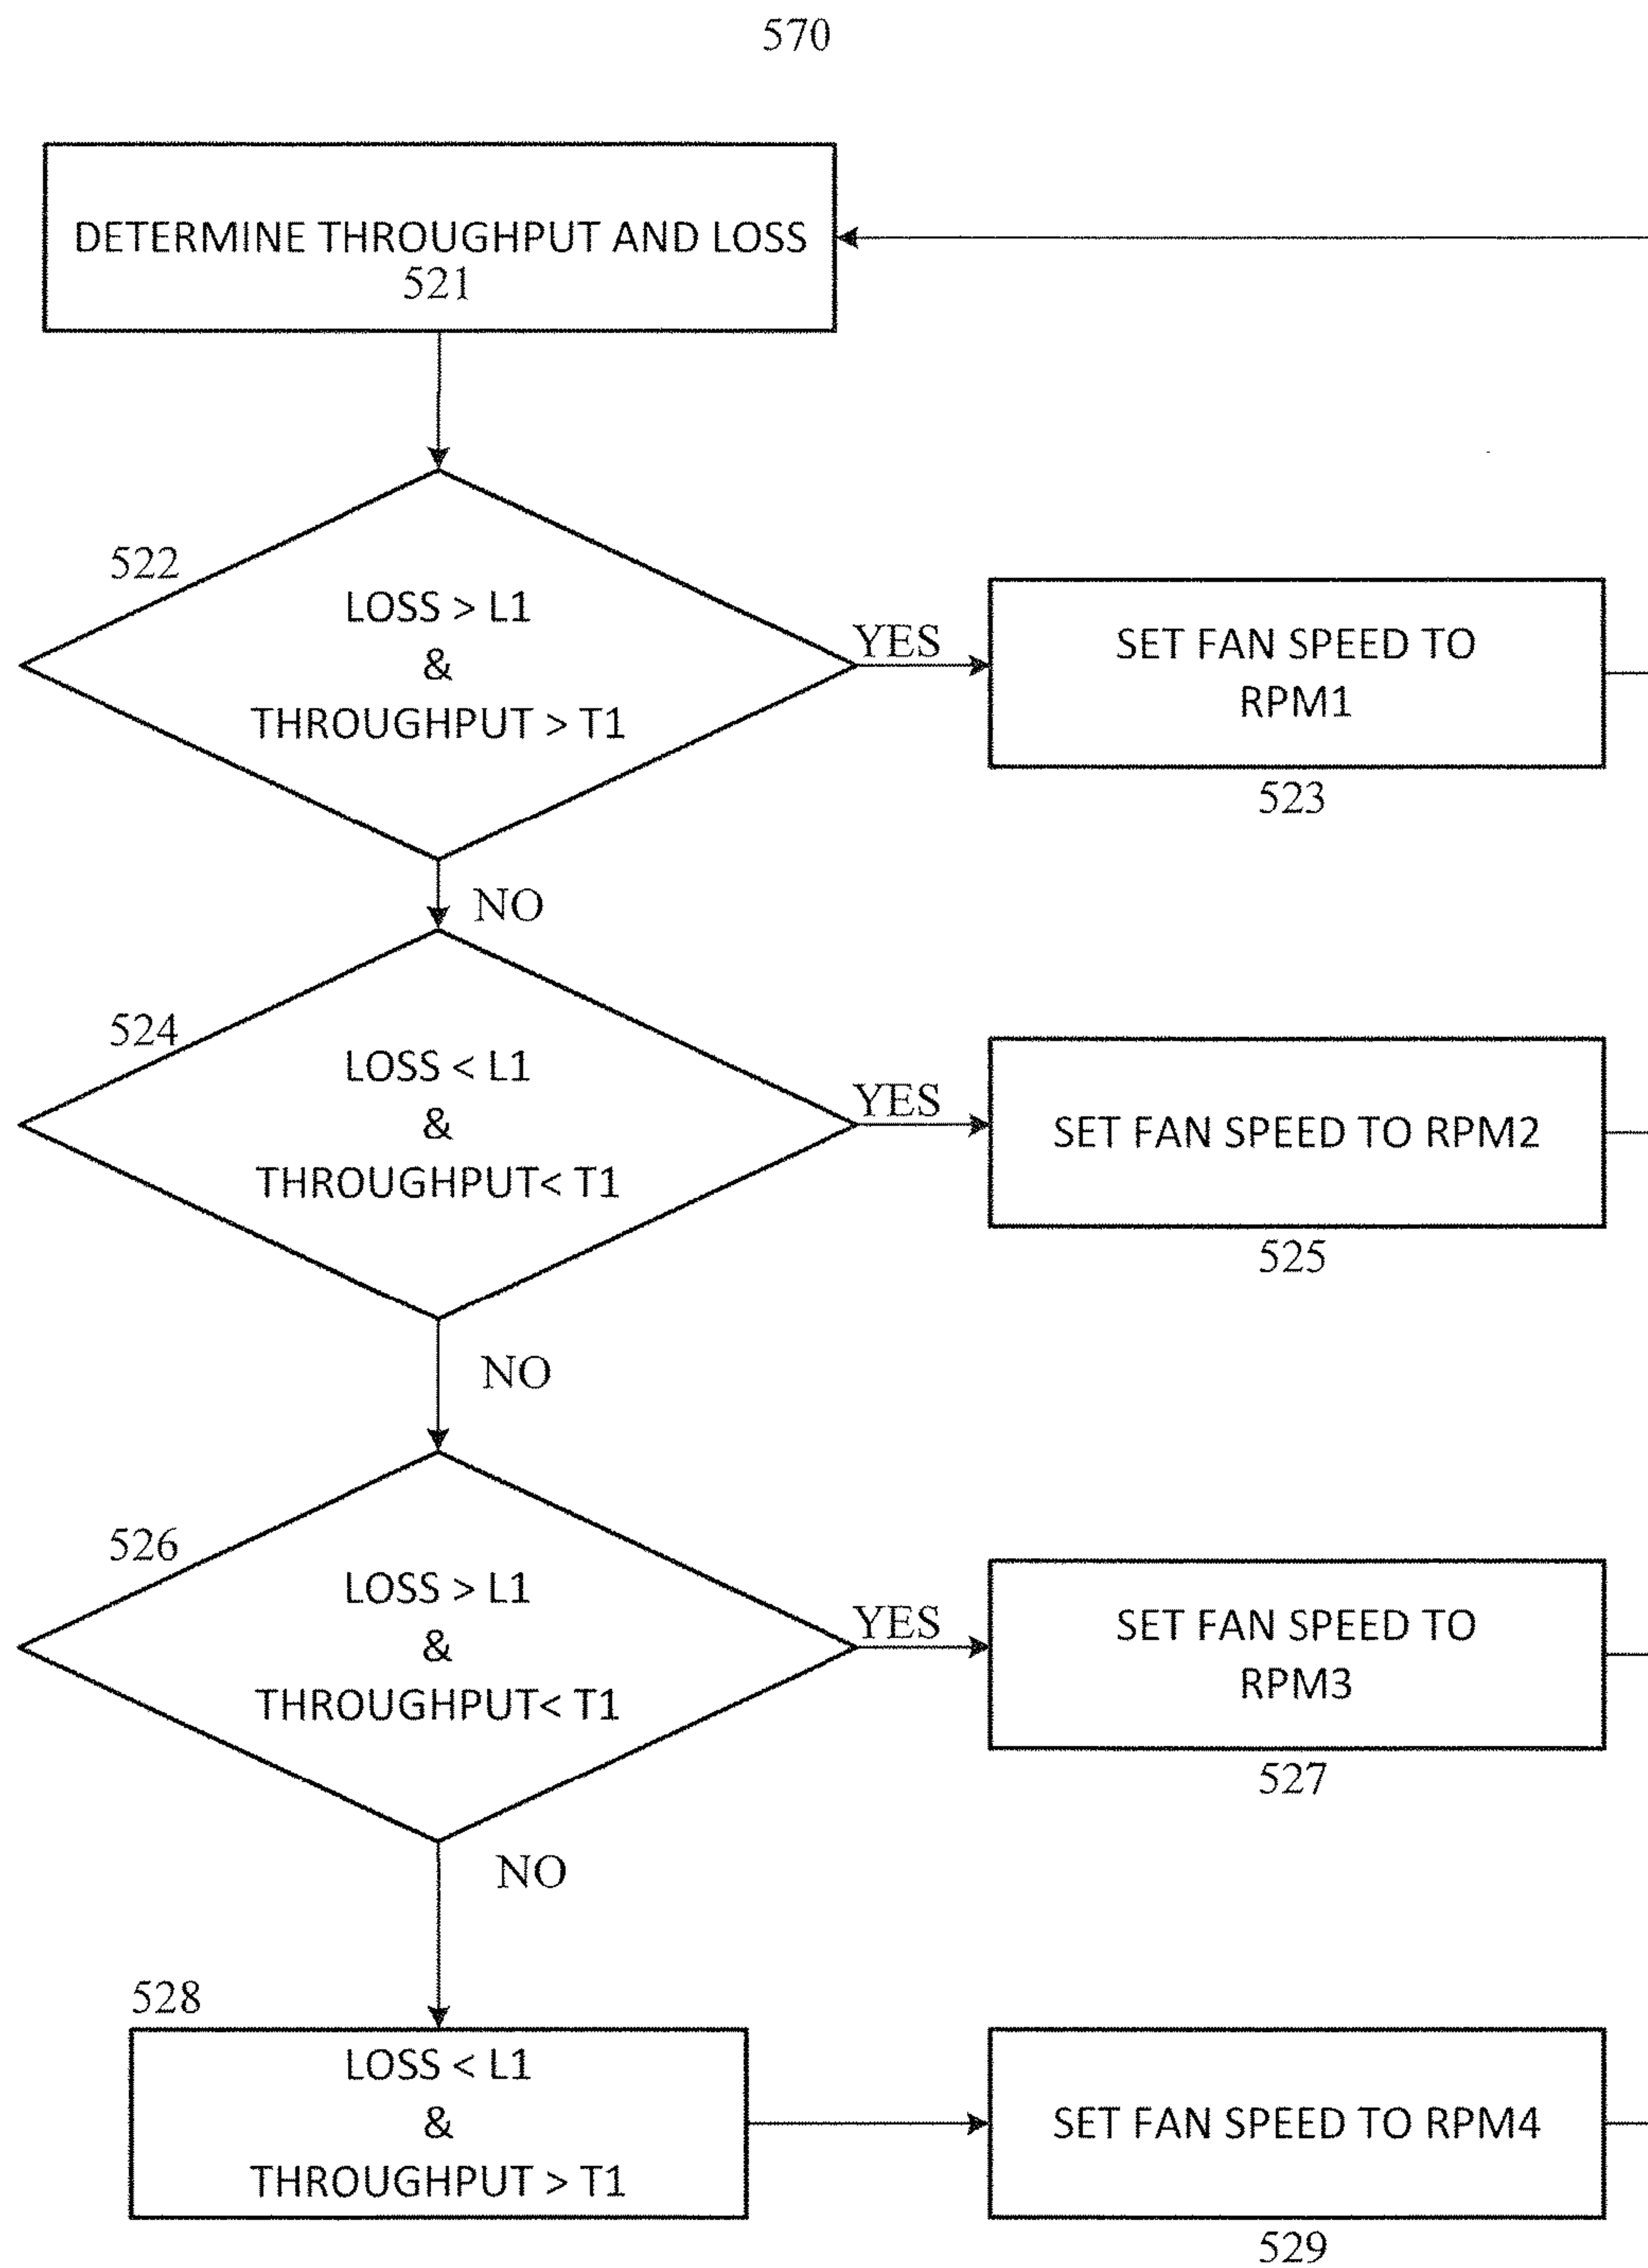 570
DETERMINE THROUGHPUT AND LOSS
521
522
LOSS > L1
&
THROUGHPUT > T1
YES
SET FAN SPEED TO
RPM1
523
NO
524
LOSS < L1
&
THROUGHPUT< T1
YES
SET FAN SPEED TO RPM2
525
NO
526
LOSS > L1
&
THROUGHPUT< T1
YES
SET FAN SPEED TO
RPM3
527
NO
528
LOSS < L1
&
THROUGHPUT > T1
SET FAN SPEED TO RPM4
529